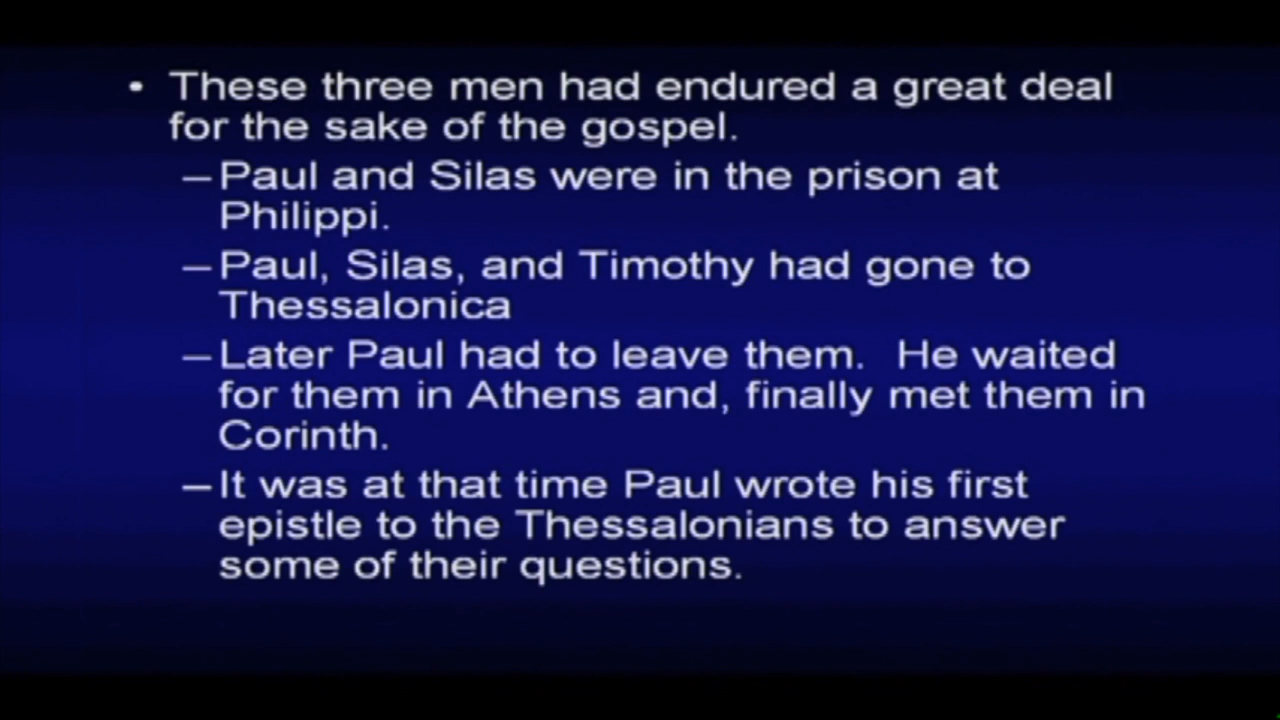 • These three men had endured a great deal
for the sake of the gospel.
– Paul and Silas were in the prison at
Philippi.
– Paul, Silas, and Timothy had gone to
Thessalonica
– Later Paul had to leave them.  He waited
for them in Athens and, finally met them in
Corinth.
– It was at that time Paul wrote his first
epistle to the Thessalonians to answer
some of their questions.